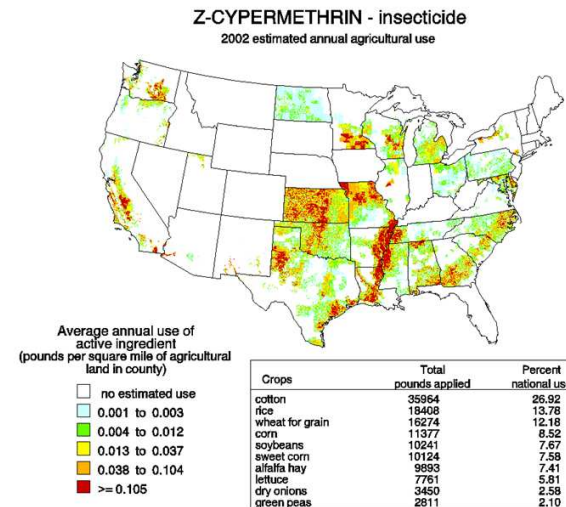 Z-CYPERMETHRIN - insecticide
2002 estimated annual agricultural use
Average annual use of
active ingredient
(pounds per square mile of agricultural
land in county)
no estimated use
0.001 to 0.003
0.004 to 0.012
0.013 to 0.037
0.038 to 0.104
>= 0.105
Crops Total pounds applied Percent national us
cotton 35964 26.92
rice 18408 13.78
wheat for grain 16274 12.18
corn 11377 8.52
soybeans 10241 7.67
sweet corn 10124 7.58
alfalfa hay 9893 7.41
lettuce 7761 5.81
dry onions 3450 2.58
green peas 2811 2.10